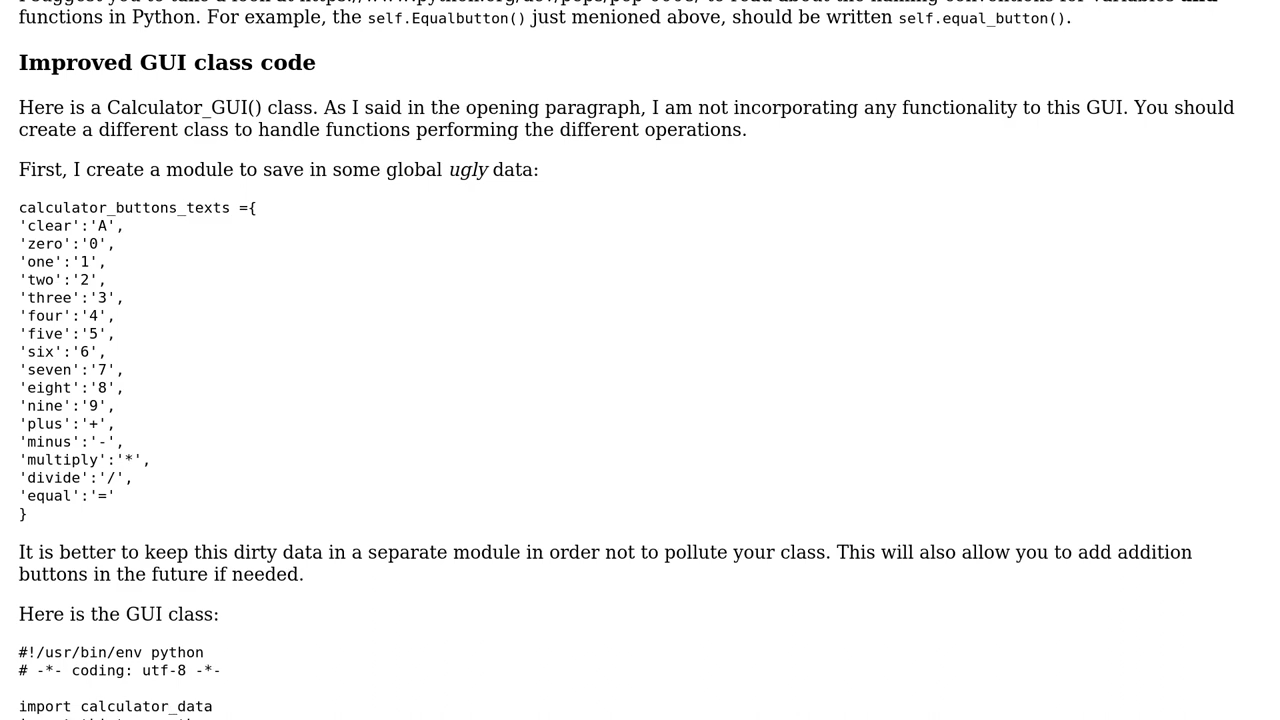 functions in Python. For example, the self.Equalbutton() just menioned above, should be written self.equal_button().
Improved GUI class code
Here is a Calculator_GUI() class. As I said in the opening paragraph, I am not incorporating any functionality to this GUI. You should
create a different class to handle functions performing the different operations.
First, I create a module to save in some global ugly data:
calculator_buttons_texts ={
'clear':'A',
'zero':'0',
'one':'1',
'two':'2',
'three':'3',
'four':'4',
'five':'5',
'six':'6',
'seven':'7',
'eight':'8',
'nine':'9',
'plus':'+',
'minus':'-',
'multiply':'*',
'divide':'/',
'equal':'='
}
It is better to keep this dirty data in a separate module in order not to pollute your class. This will also allow you to add addition
buttons in the future if needed.
Here is the GUI class:
#!/usr/bin/env python
# -*- coding: utf-8 -*-
import calculator_data